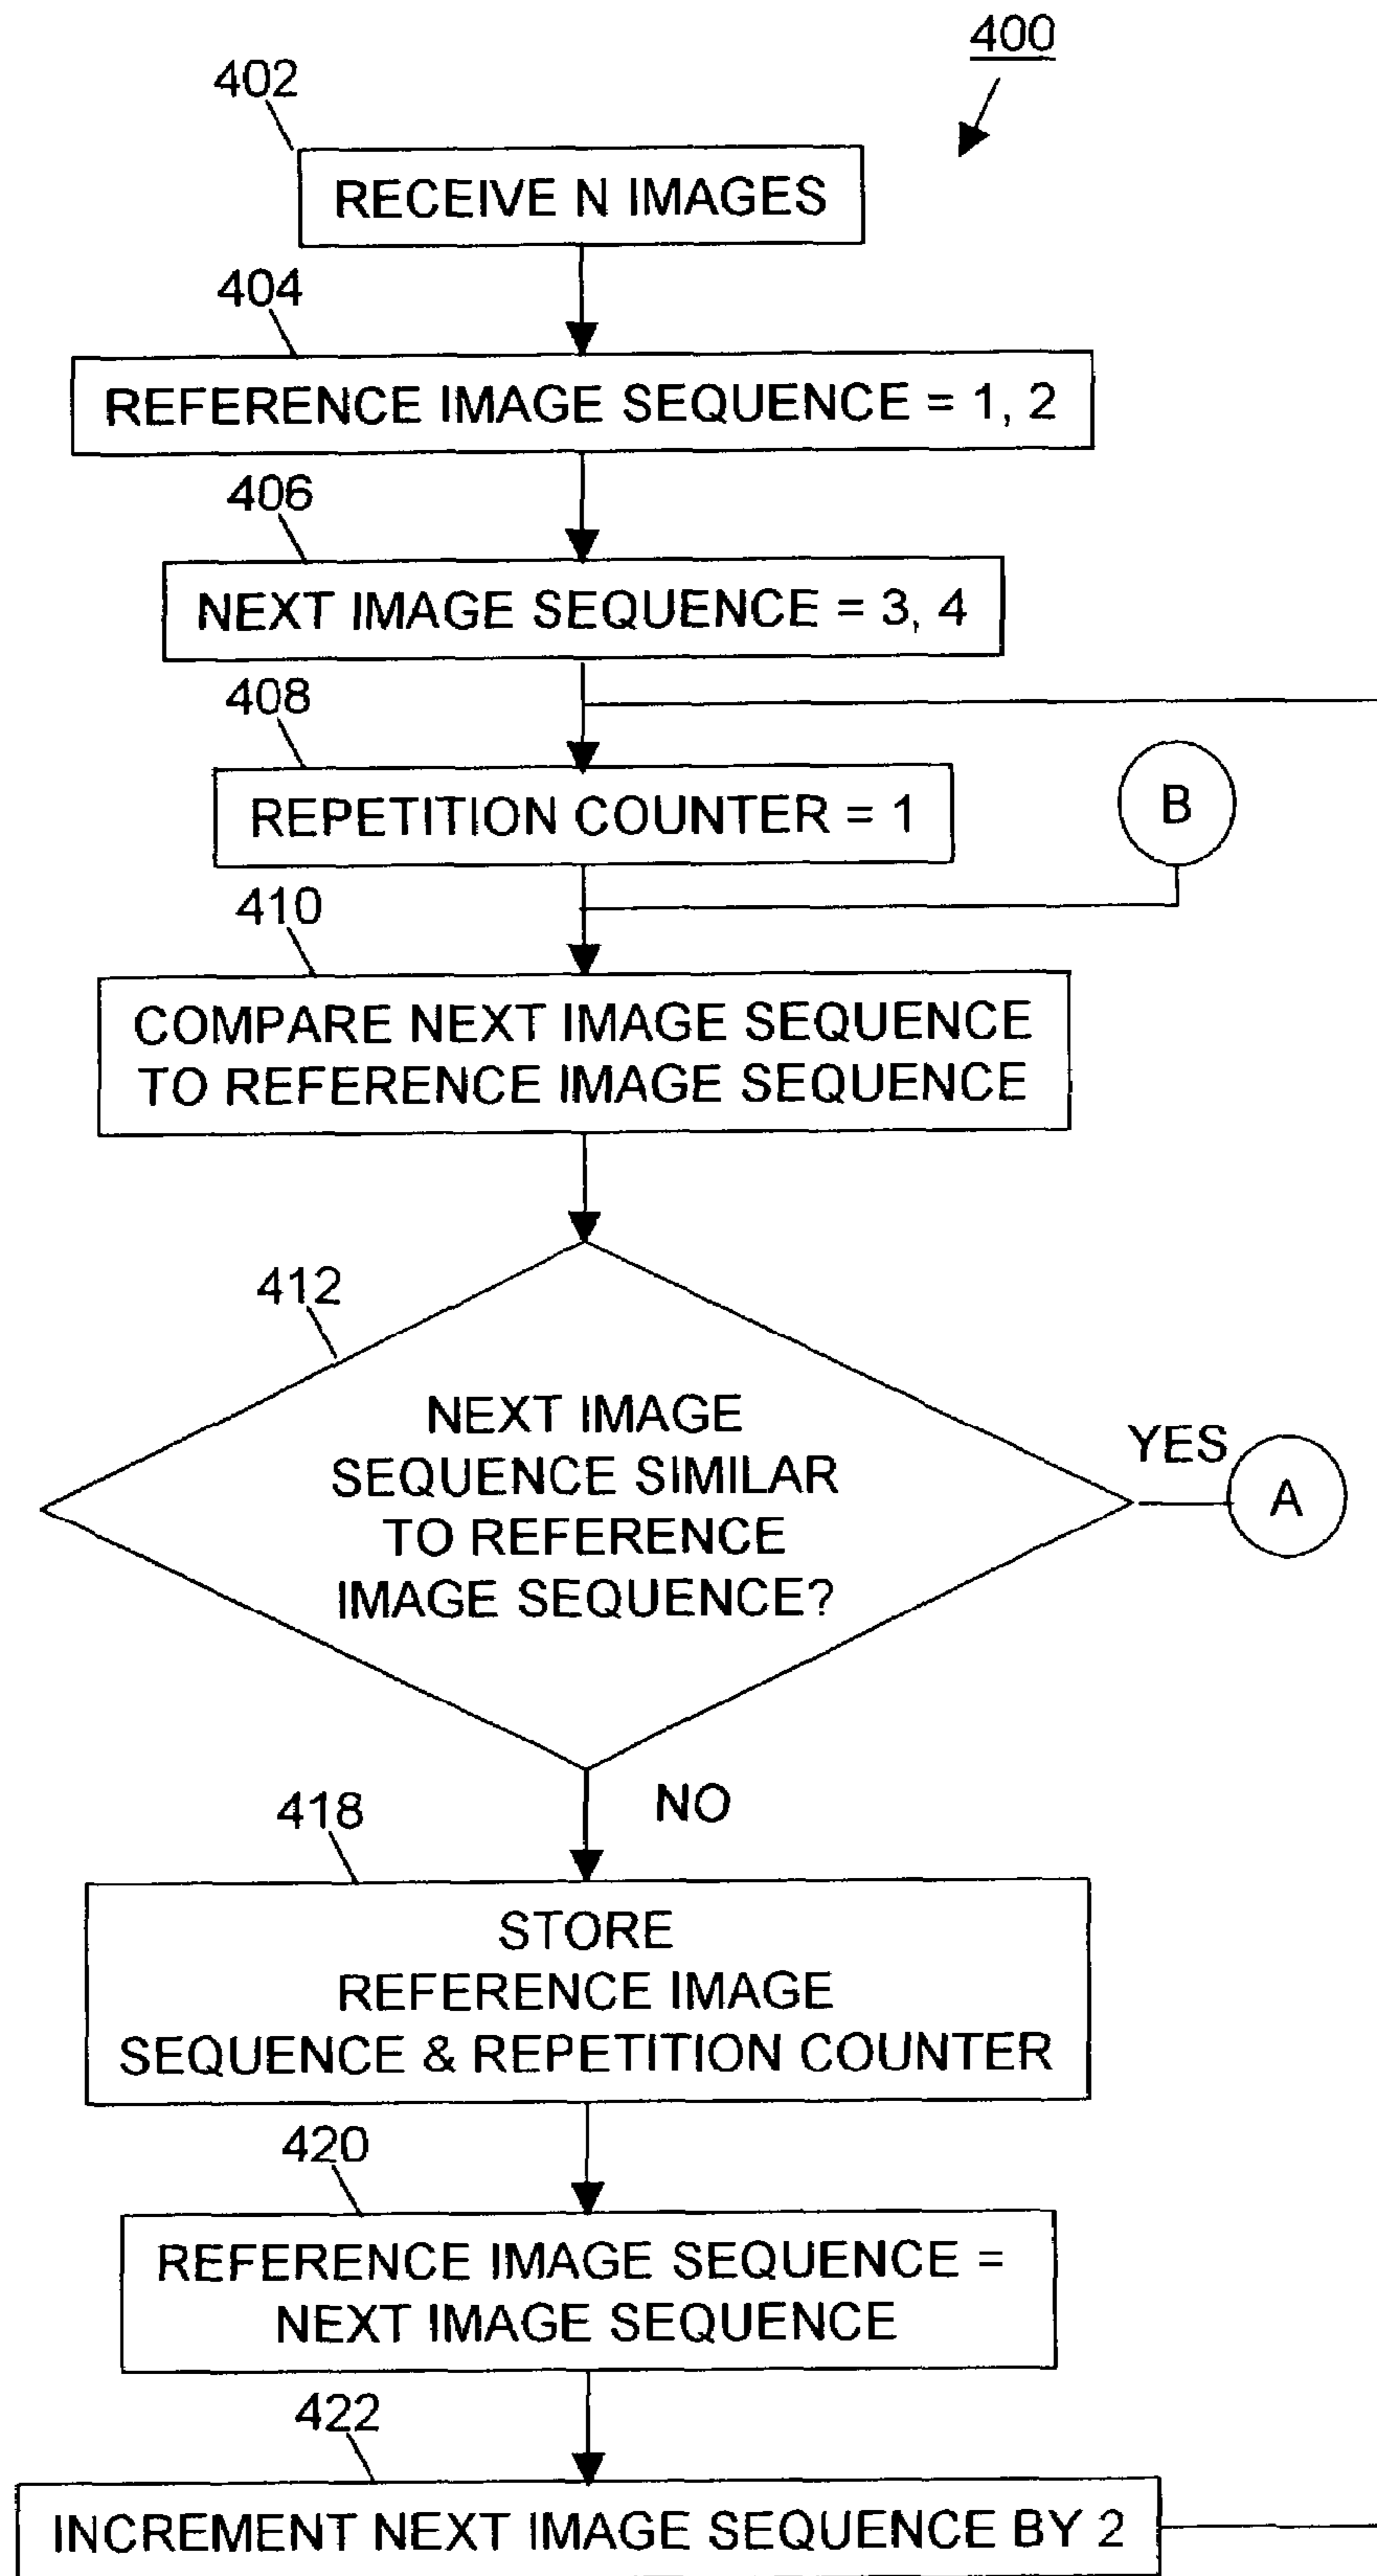 400
402
RECEIVE N IMAGES
404
REFERENCE IMAGE SEQUENCE = 1, 2
406
NEXT IMAGE SEQUENCE = 3, 4
408
REPETITION COUNTER = 1
B
410
COMPARE NEXT IMAGE SEQUENCE
TO REFERENCE IMAGE SEQUENCE
412
NEXT IMAGE
SEQUENCE SIMILAR
TO REFERENCE
IMAGE SEQUENCE?
YES
A
NO
418
STORE
REFERENCE IMAGE
SEQUENCE & REPETITION COUNTER
420
REFERENCE IMAGE SEQUENCE =
NEXT IMAGE SEQUENCE
422
INCREMENT NEXT IMAGE SEQUENCE BY 2